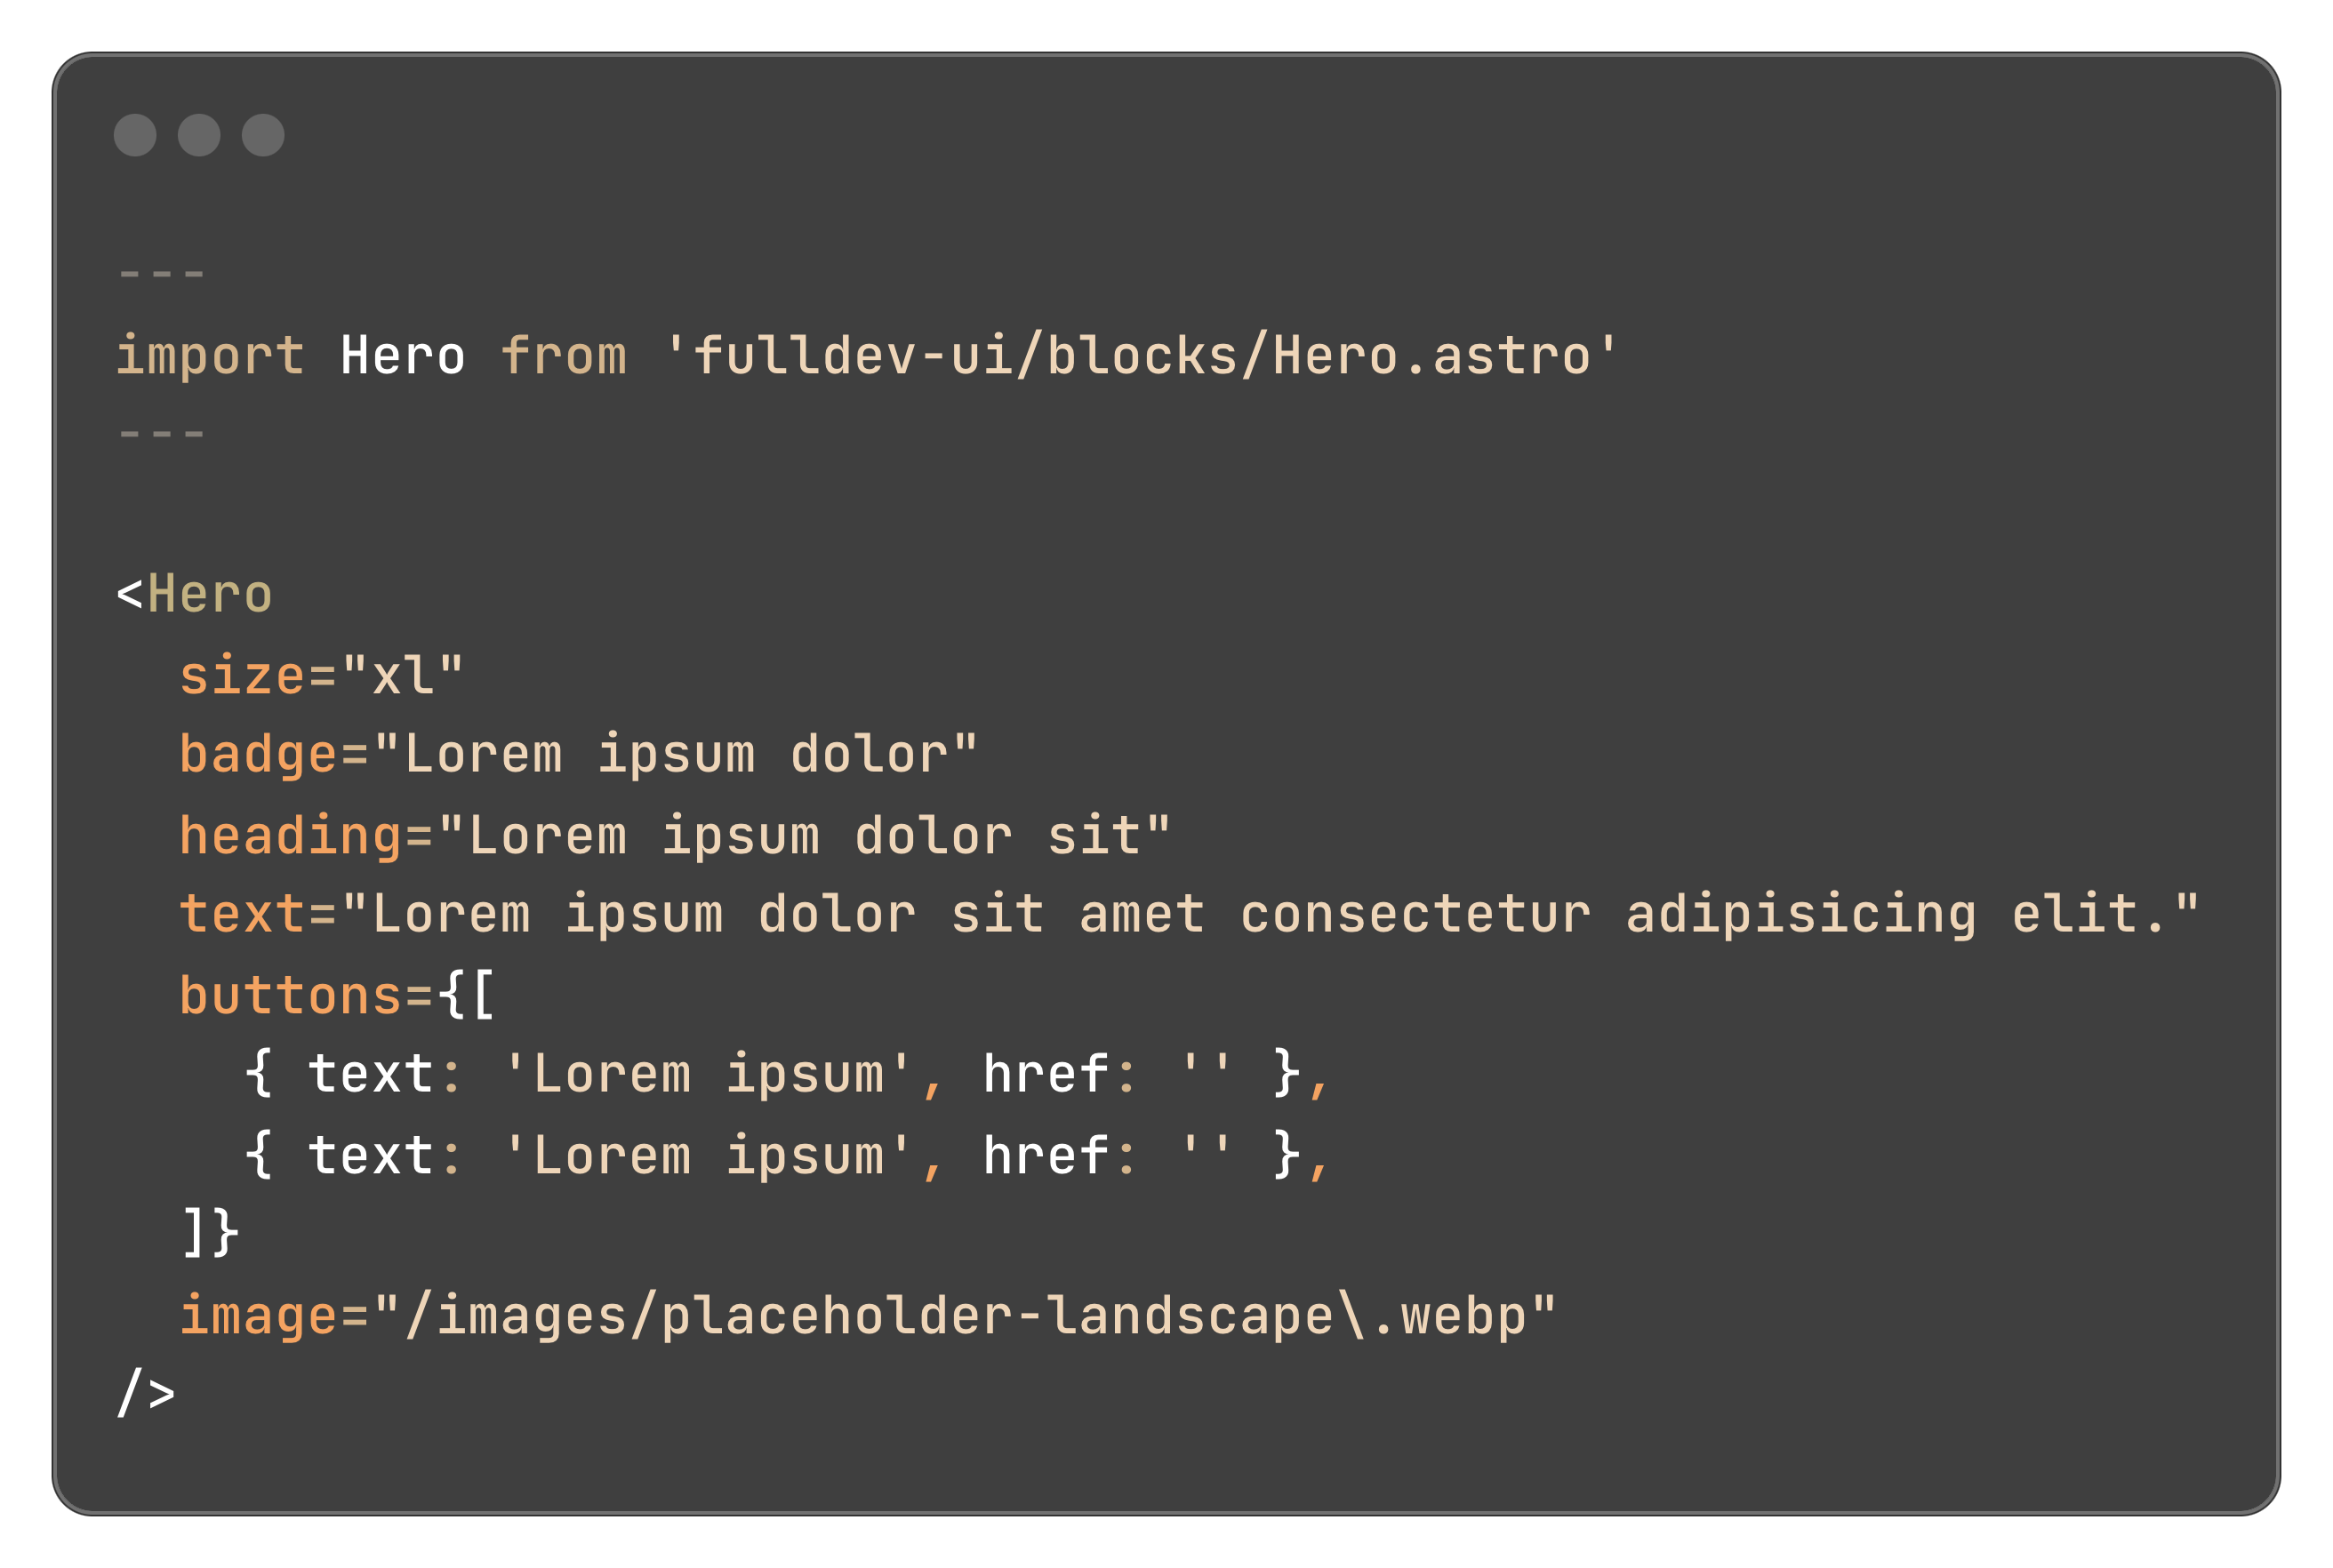 ---
import Hero from 'fulldev-ui/blocks/Hero.astro'
---
<Hero
  size="xl"
  badge="Lorem ipsum dolor"
  heading="Lorem ipsum dolor sit"
  text="Lorem ipsum dolor sit amet consectetur adipisicing elit."
  buttons={[
    { text: 'Lorem ipsum', href: '' },
    { text: 'Lorem ipsum', href: '' },
  ]}
  image="/images/placeholder-landscape\.webp"
/>